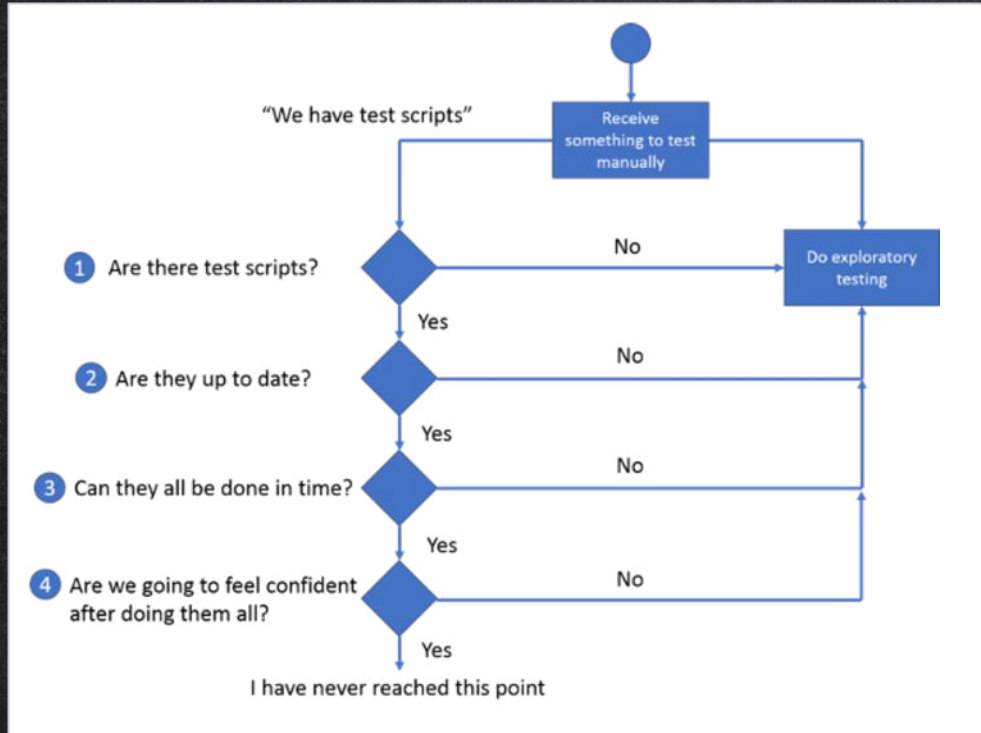 Receive
something to test
manually
“We have test scripts”
1 Are there test scripts?
No
Do exploratory
testing
Yes
2 Are they up to date?
No
Yes
3 Can they all be done in time?
No
Yes
4 Are we going to feel confident
after doing them all?
No
Yes
I have never reached this point